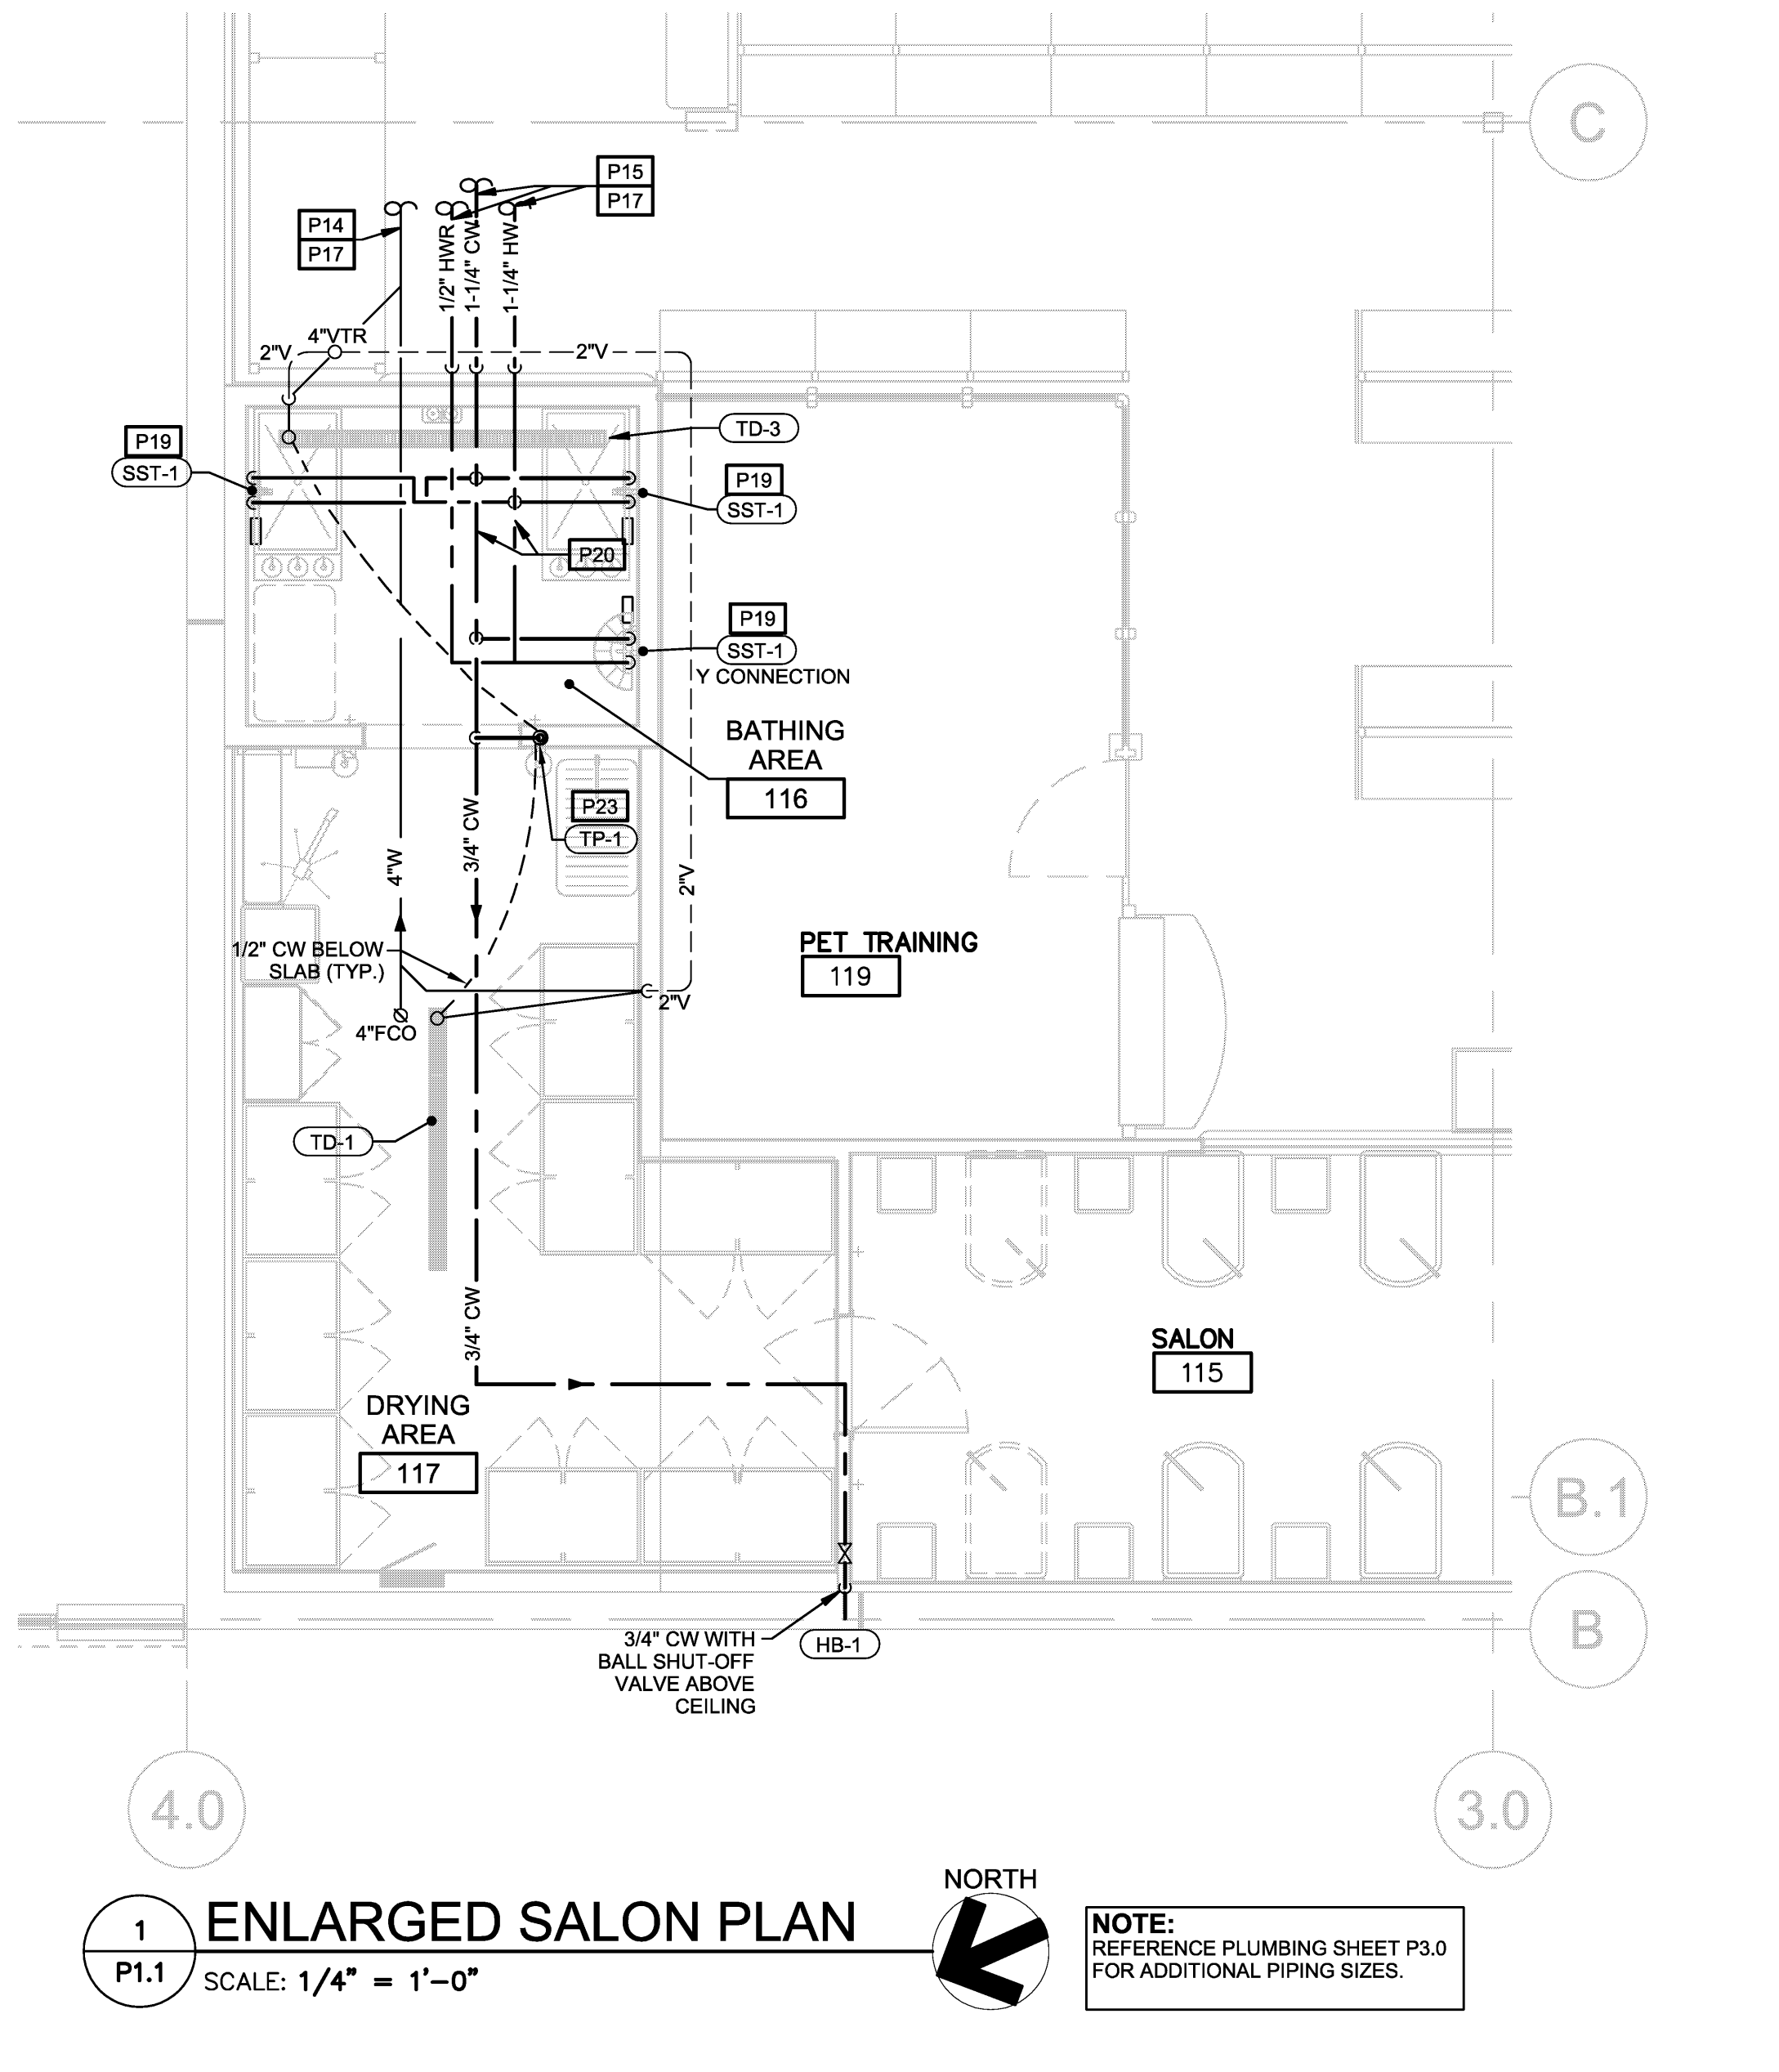 C
P15
P17
P14
P17
1/2" HWR
1-1/4" CW
1-1/4" HW
4"VTR
2"V
2"V
TD-3
P19
SST-1
P19
SST-1
P20
P19
SST-1
Y CONNECTION
BATHING
AREA
116
P23
TP-1
3/4" CW
4"W
2"V
1/2" CW BELOW
SLAB (TYP.)
PET TRAINING
119
2"V
4"FCO
TD-1
3/4" CW
SALON
115
DRYING
AREA
117
B.1
B
3/4" CW WITH
BALL SHUT-OFF
VALVE ABOVE
CEILING
HB-1
4.0
3.0
1
P1.1
ENLARGED SALON PLAN
SCALE: 1/4" = 1'-0"
NORTH
NOTE:
REFERENCE PLUMBING SHEET P3.0
FOR ADDITIONAL PIPING SIZES.